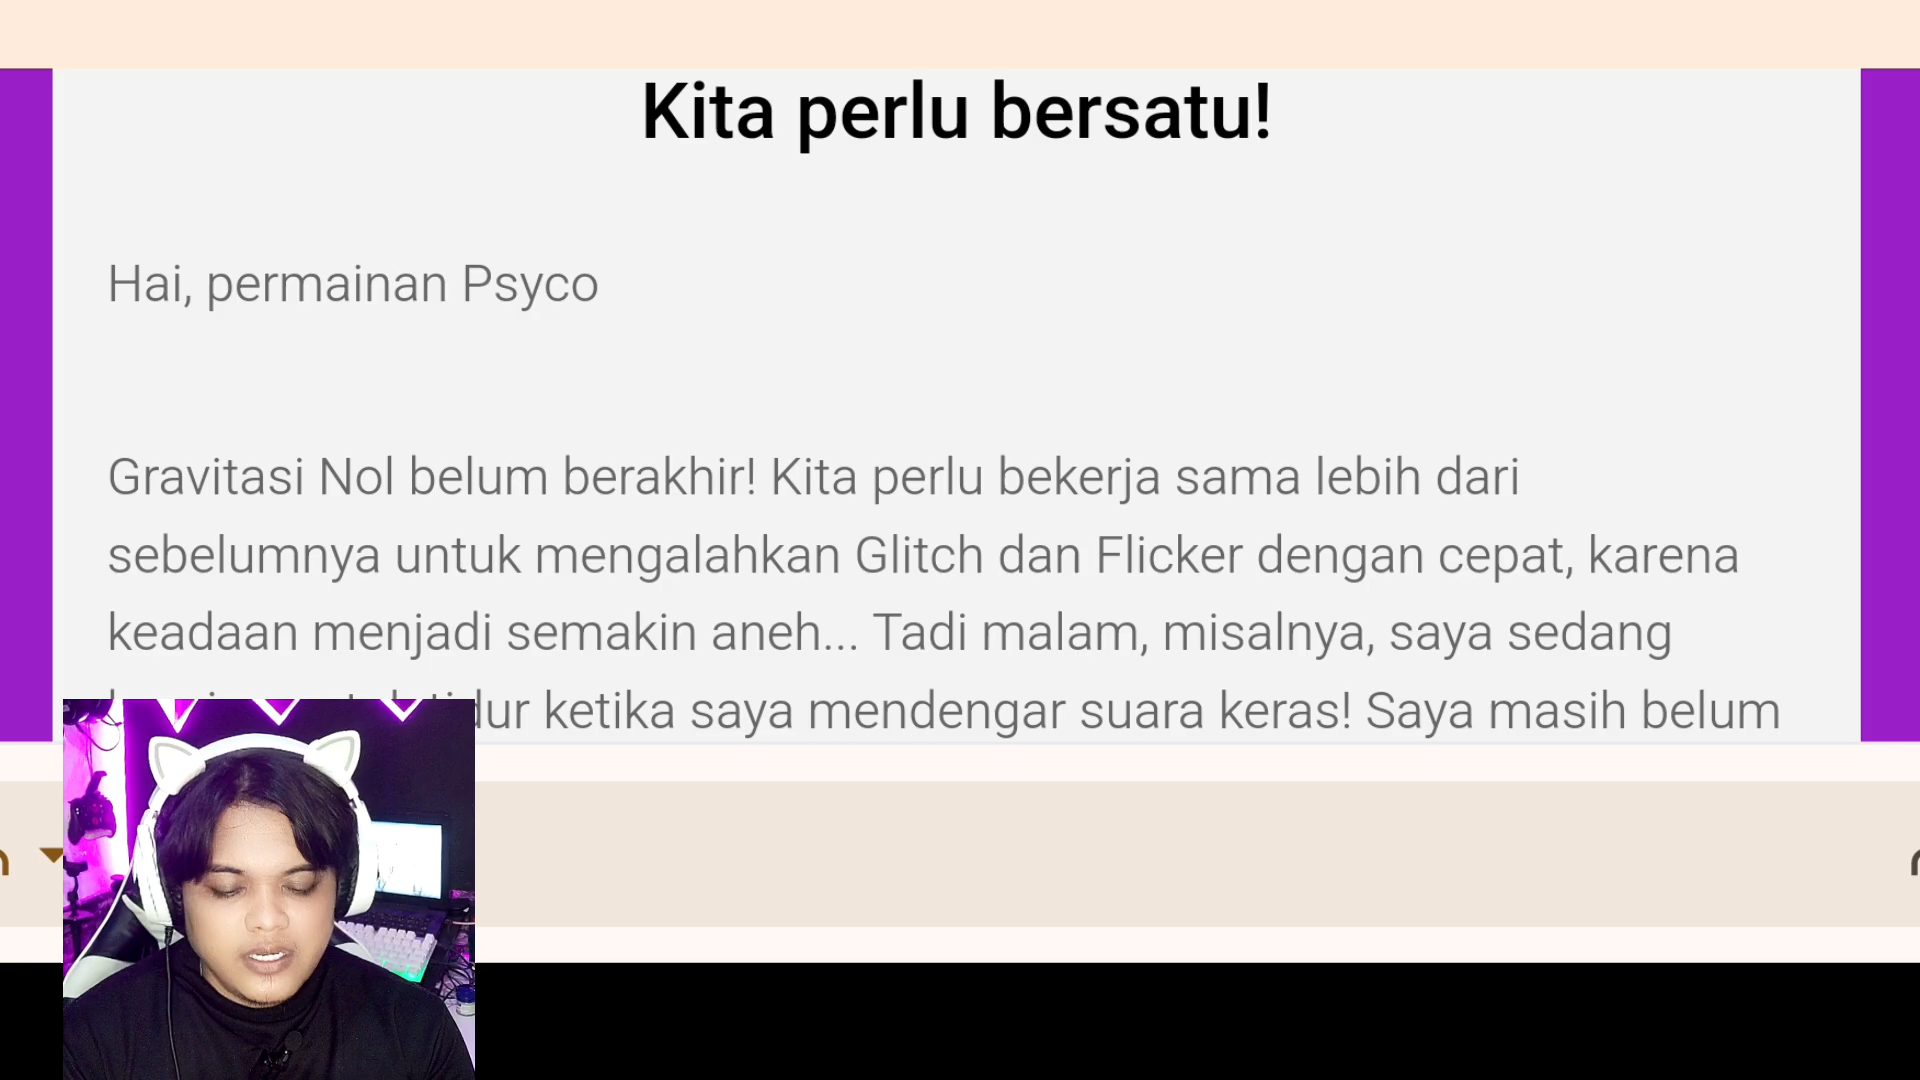 Kita perlu bersatu!
Hai, permainan Psyco
Gravitasi Nol belum berakhir! Kita perlu bekerja sama lebih dari
sebelumnya untuk mengalahkan Glitch dan Flicker dengan cepat, karena
keadaan menjadi semakin aneh... Tadi malam, misalnya, saya sedang
ketika saya mendengar suara keras! Saya masih belum